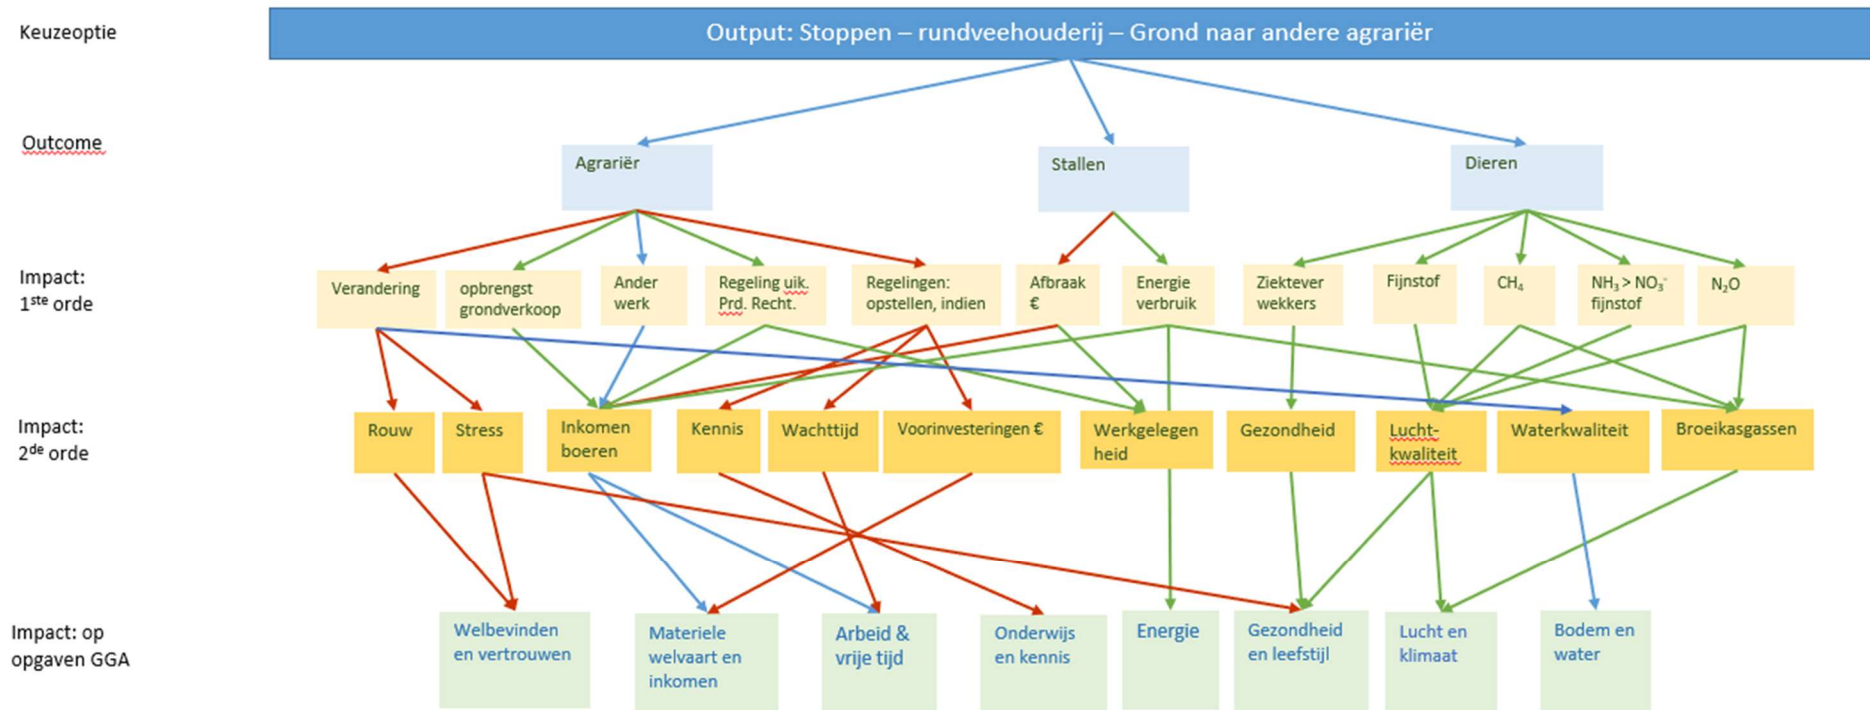 Keuzeoptie
Output: Stoppen – rundveehouderij – Grond naar andere agrariër
Outcome
Agrariër
Stallen
Dieren
Impact:
1ste orde
Verandering
opbrengst
grondverkoop
Ander
werk
Regeling uik.
Prd. Recht.
Regelingen:
opstellen, indien
Afbraak
€
Energie
verbruik
Ziektever
wekkers
Fijnstof
CH₄
NH₃ > NO₃⁻
fijnstof
N₂O
Impact:
2de orde
Rouw
Stress
Inkomen
boeren
Kennis
Wachttijd
Voorinvesteringen €
Werkgelegen
heid
Gezondheid
Lucht-
kwaliteit
Waterkwaliteit
Broeikasgassen
Impact: op
opgaven GGA
Welbevinden
en vertrouwen
Materiele
welvaart en
inkomen
Arbeid &
vrije tijd
Onderwijs
en kennis
Energie
Gezondheid
en leefstijl
Lucht en
klimaat
Bodem en
water